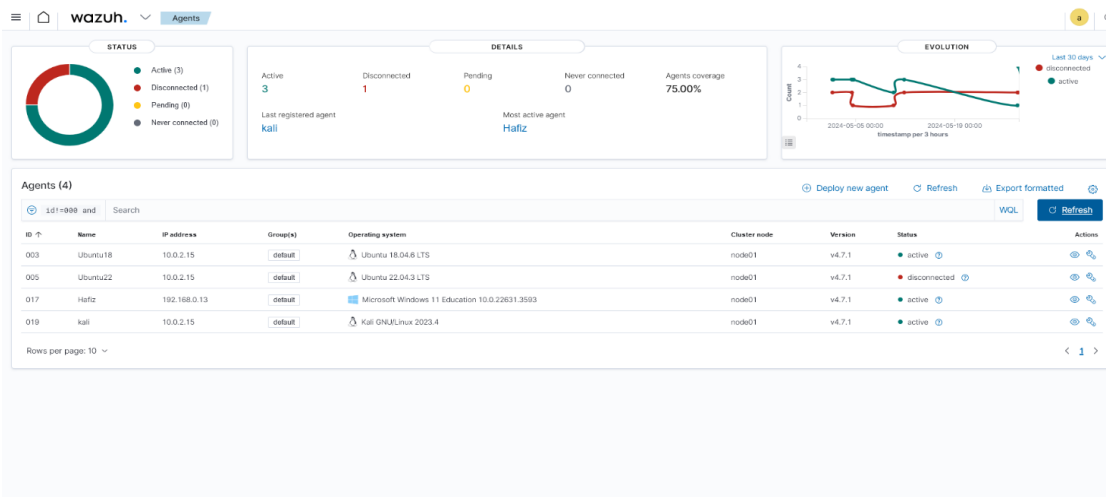 wazuh. Agents a
STATUS
Active (3)
Disconnected (1)
Pending (0)
Never connected (0)
DETAILS
Active Disconnected Pending Never connected Agents coverage
3 1 0 0 75.00%
Last registered agent Most active agent
kali Hafiz
EVOLUTION
Last 30 days
disconnected
active
4
3
2
1
0
Count
2024-05-05 00:00 2024-05-19 00:00
timestamp per 3 hours
Agents (4)
Deploy new agent Refresh Export formatted
id!=000 and Search WQL Refresh
ID Name IP address Group(s) Operating system Cluster node Version Status Actions
003 Ubuntu18 10.0.2.15 default Ubuntu 18.04.6 LTS node01 v4.7.1 active
005 Ubuntu22 10.0.2.15 default Ubuntu 22.04.3 LTS node01 v4.7.1 disconnected
017 Hafiz 192.168.0.13 default Microsoft Windows 11 Education 10.0.22631.3593 node01 v4.7.1 active
019 kali 10.0.2.15 default Kali GNU/Linux 2023.4 node01 v4.7.1 active
Rows per page: 10 1